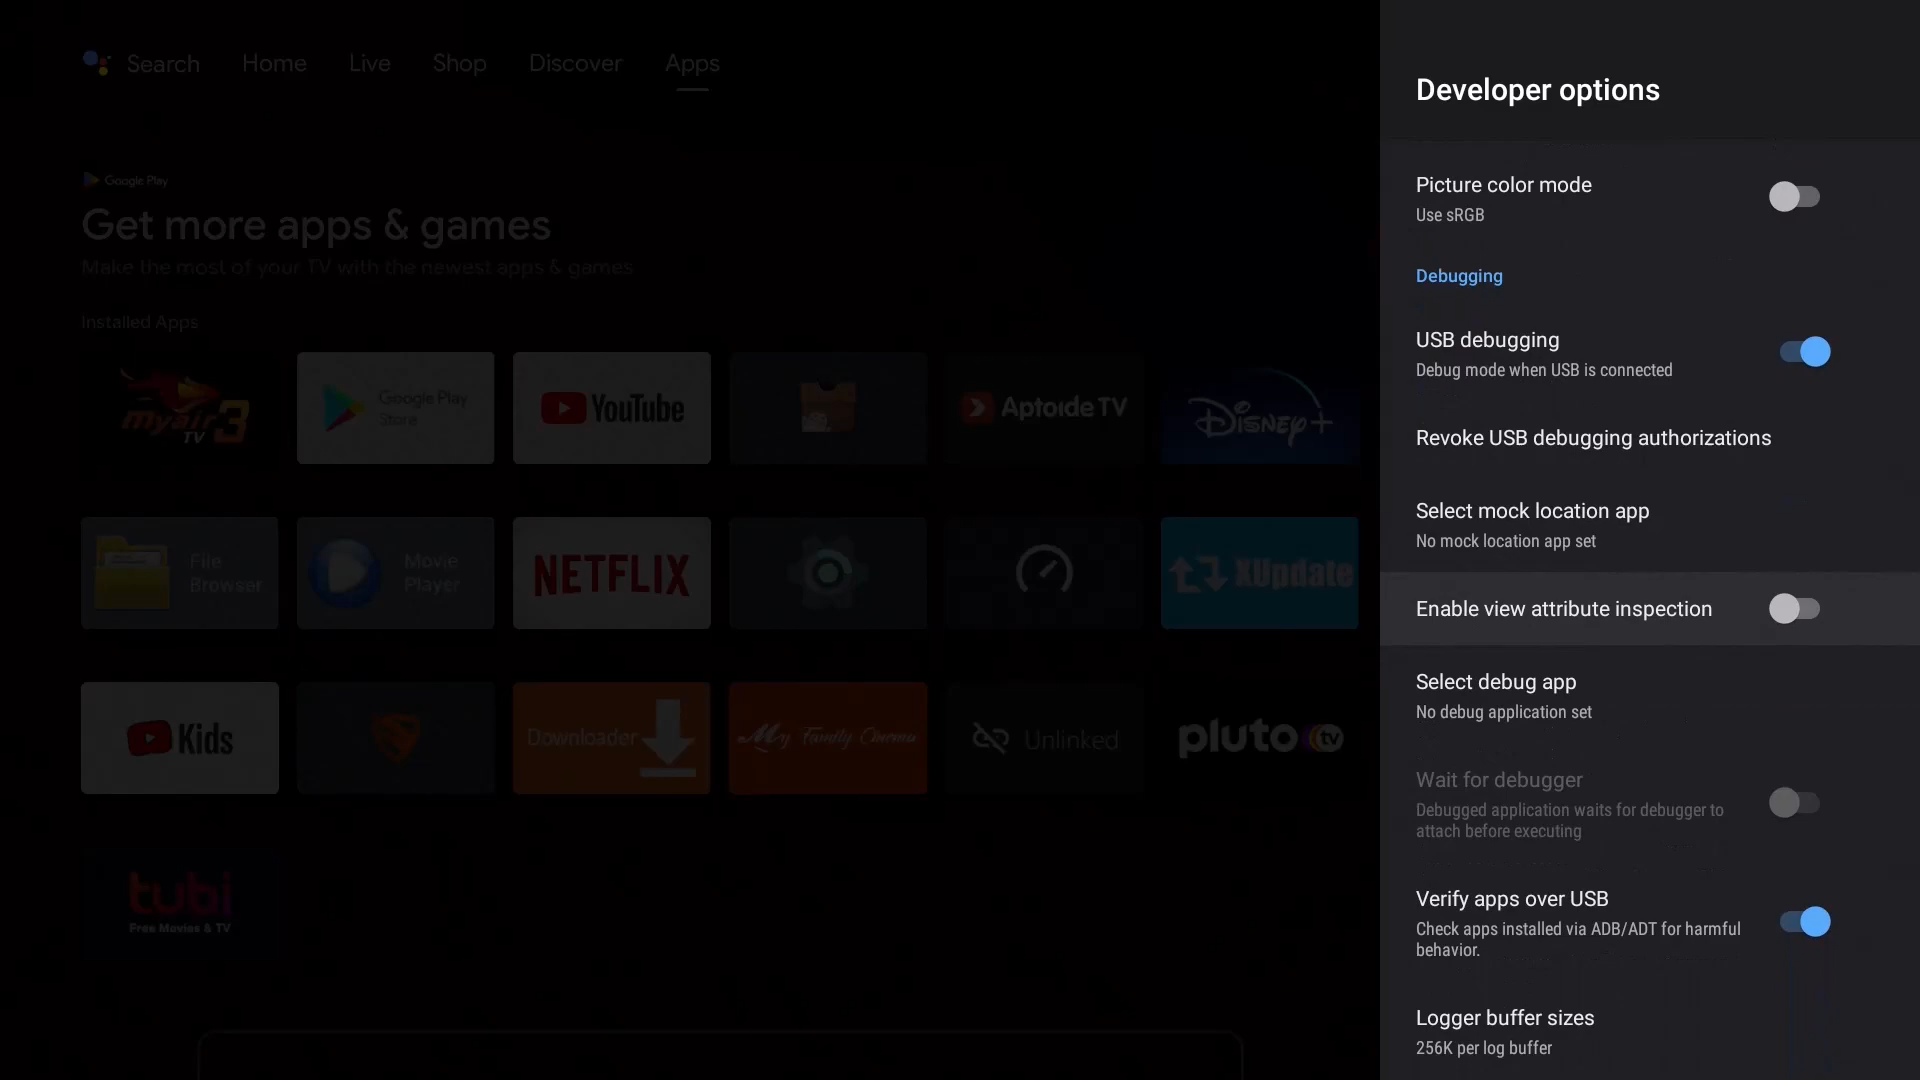 Search Home Live Shop Discover Apps
Google Play
Get more apps & games
Make the most of your TV with the newest apps & games
Installed Apps
myair TV 3
Google Play
Store
YouTube
Aptoide TV
Disney+
File
Browser
Movie
Player
NETFLIX
XUpdate
Kids
Downloader
My Family Cinema
Unlinked
pluto tv
tubi
Free Movies & TV
Developer options
Picture color mode
Use sRGB
Debugging
USB debugging
Debug mode when USB is connected
Revoke USB debugging authorizations
Select mock location app
No mock location app set
Enable view attribute inspection
Select debug app
No debug application set
Wait for debugger
Debugged application waits for debugger to
attach before executing
Verify apps over USB
Check apps installed via ADB/ADT for harmful
behavior.
Logger buffer sizes
256K per log buffer